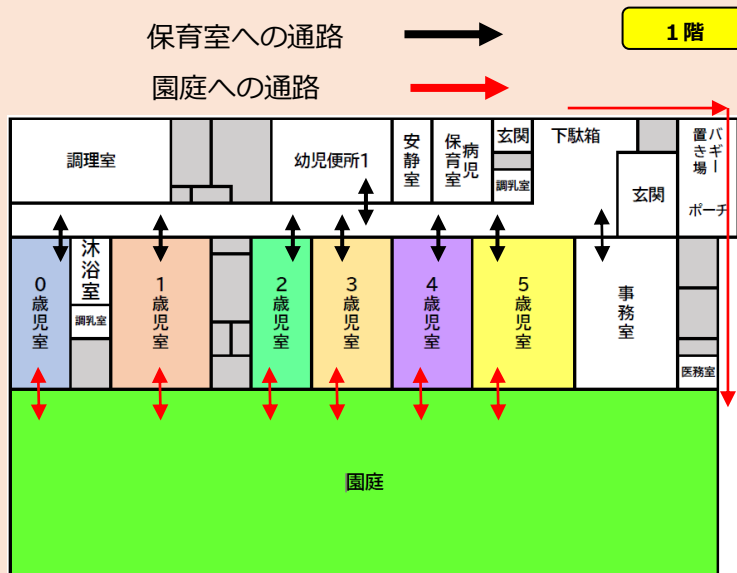 保育室への通路
1階
園庭への通路
調理室
幼児便所1
安静室
病児
保育室
玄関
調乳室
下駄箱
玄関
バギー
置き場
ポーチ
0歳児室
沐浴室
調乳室
1歳児室
2歳児室
3歳児室
4歳児室
5歳児室
事務室
医務室
園庭